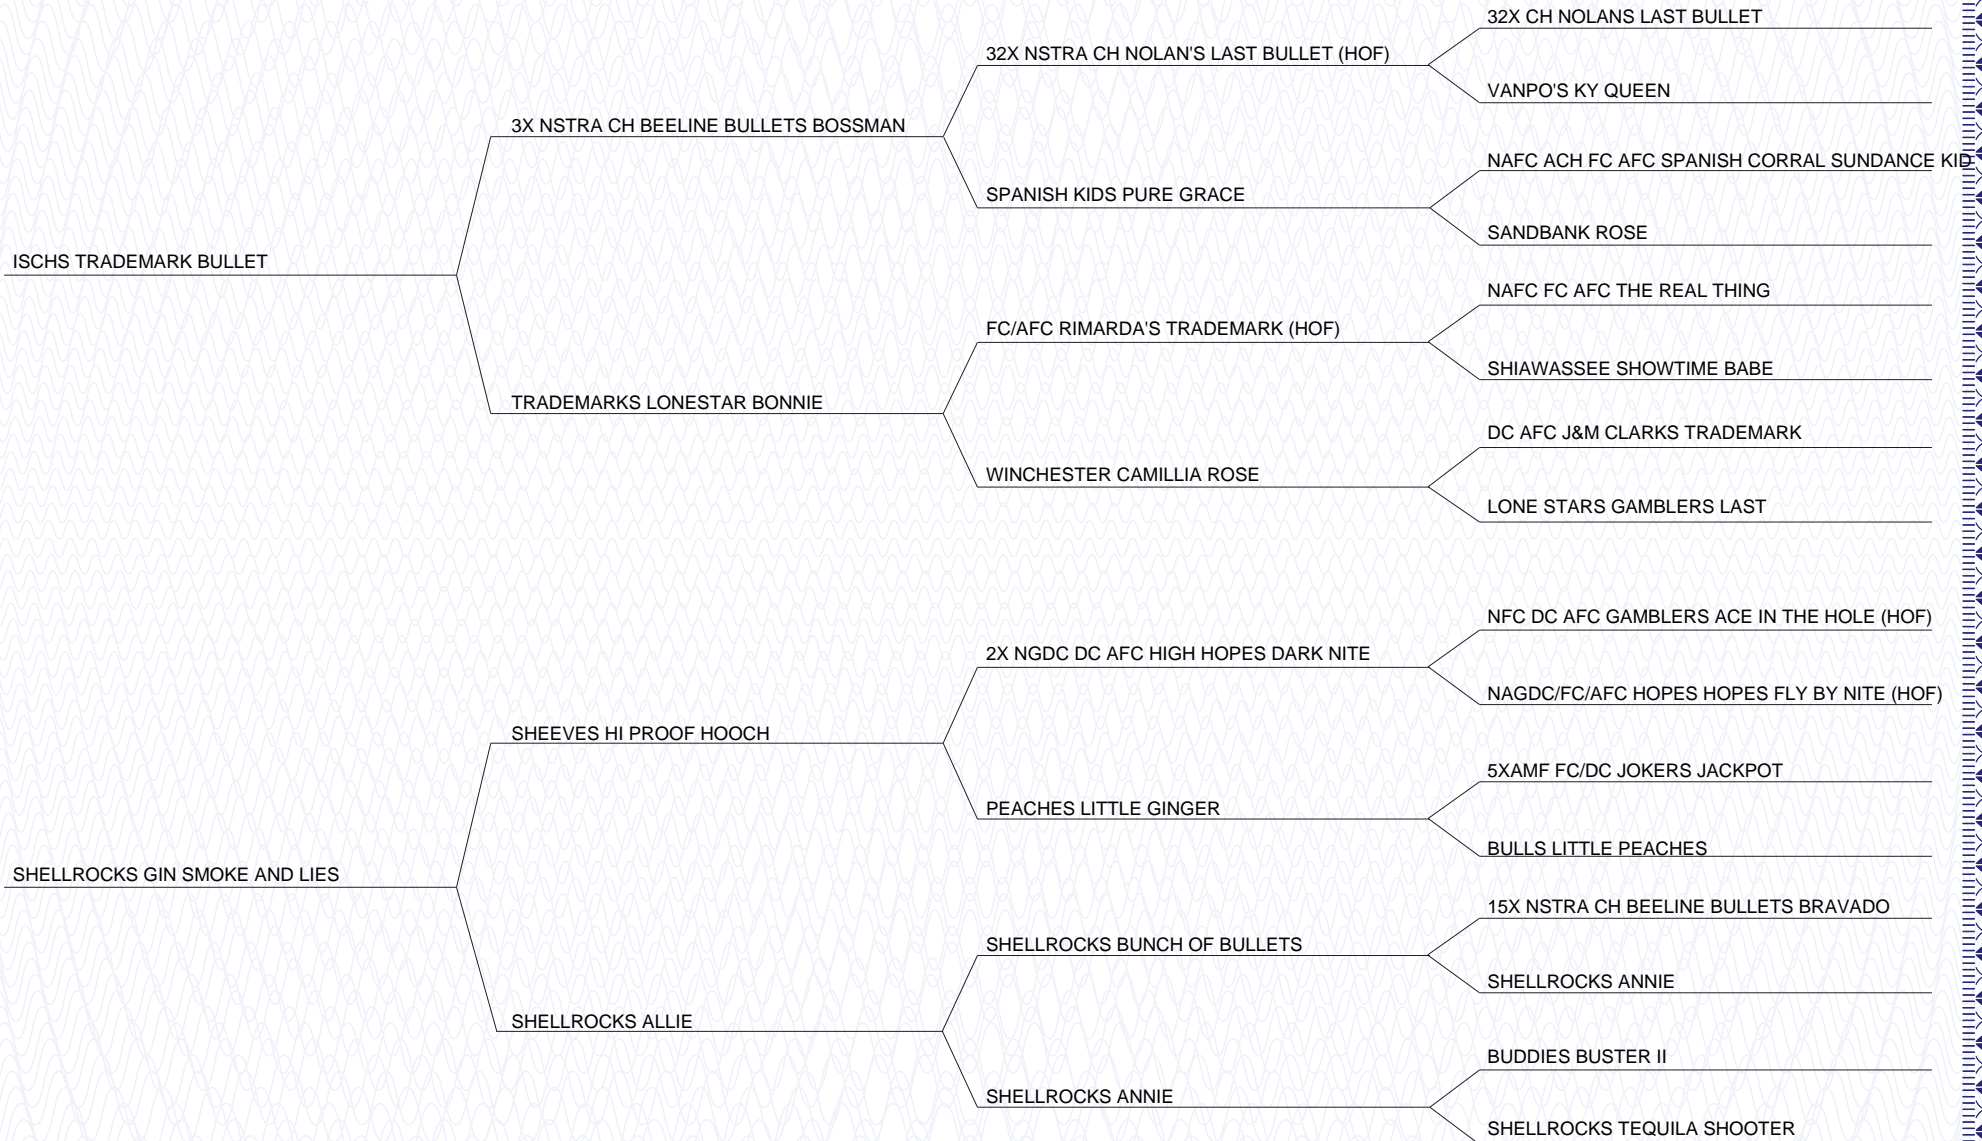 32X CH NOLANS LAST BULLET
32X NSTRA CH NOLAN'S LAST BULLET (HOF)
VANPO'S KY QUEEN
3X NSTRA CH BEELINE BULLETS BOSSMAN
NAFC ACH FC AFC SPANISH CORRAL SUNDANCE KID
SPANISH KIDS PURE GRACE
SANDBANK ROSE
ISCHS TRADEMARK BULLET
NAFC FC AFC THE REAL THING
FC/AFC RIMARDA'S TRADEMARK (HOF)
SHIAWASSEE SHOWTIME BABE
TRADEMARKS LONESTAR BONNIE
DC AFC J&M CLARKS TRADEMARK
WINCHESTER CAMILLIA ROSE
LONE STARS GAMBLERS LAST
NFC DC AFC GAMBLERS ACE IN THE HOLE (HOF)
2X NGDC DC AFC HIGH HOPES DARK NITE
NAGDC/FC/AFC HOPES HOPES FLY BY NITE (HOF)
SHEEVES HI PROOF HOOCH
5XAMF FC/DC JOKERS JACKPOT
PEACHES LITTLE GINGER
BULLS LITTLE PEACHES
SHELLROCKS GIN SMOKE AND LIES
15X NSTRA CH BEELINE BULLETS BRAVADO
SHELLROCKS BUNCH OF BULLETS
SHELLROCKS ANNIE
SHELLROCKS ALLIE
BUDDIES BUSTER II
SHELLROCKS ANNIE
SHELLROCKS TEQUILA SHOOTER